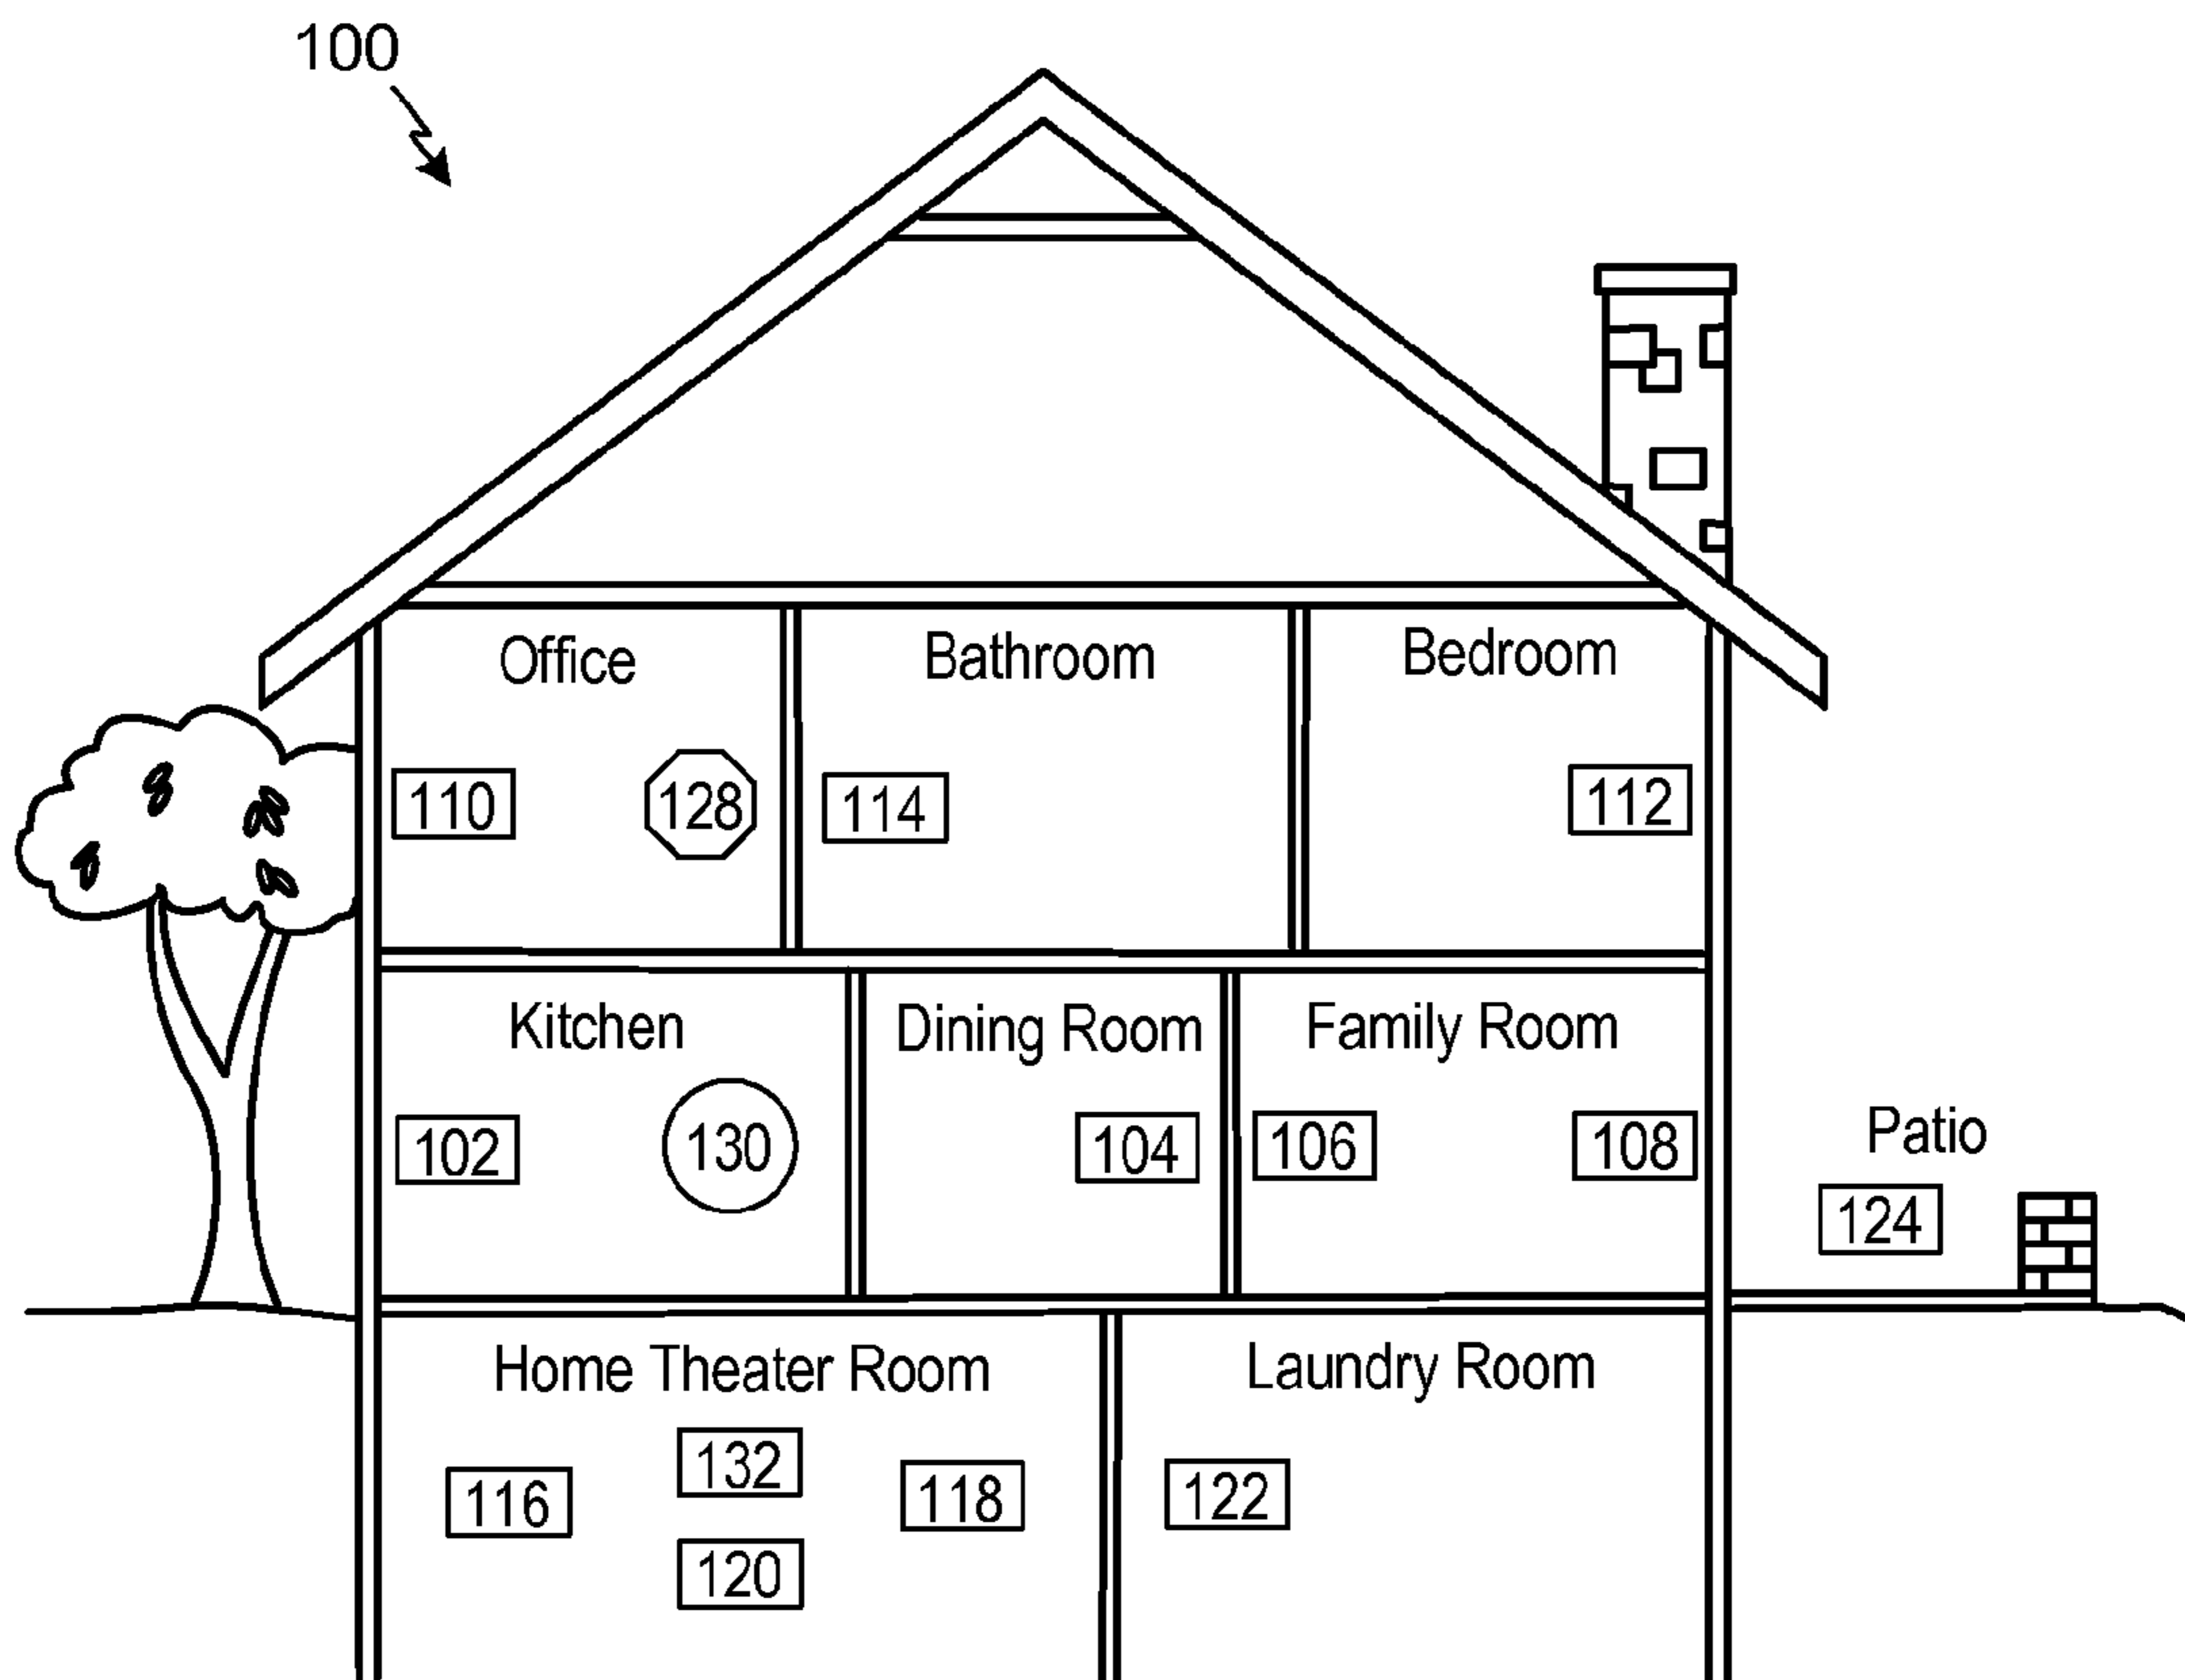 100
Office
Bathroom
Bedroom
110
128
114
112
Kitchen
Dining Room
Family Room
102
130
104
106
108
Patio
124
Home Theater Room
Laundry Room
116
132
118
122
120